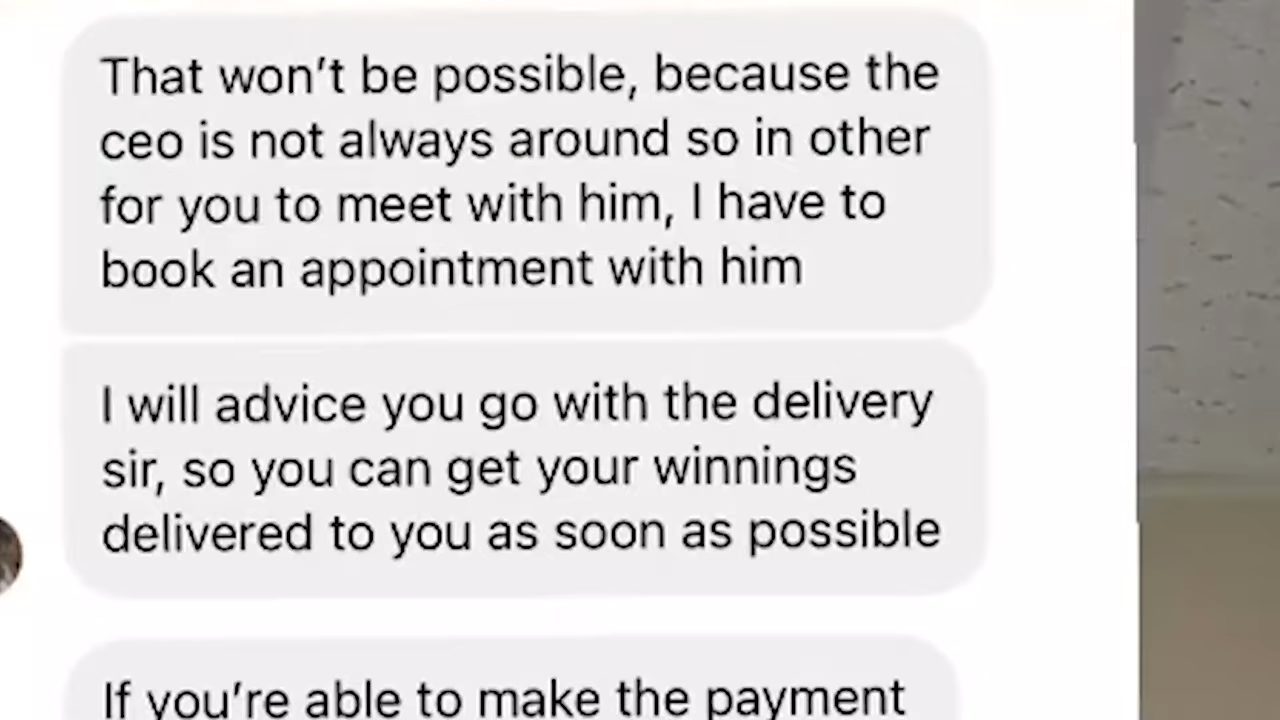 That won't be possible, because the
ceo is not always around so in other
for you to meet with him, I have to
book an appointment with him
I will advice you go with the delivery
sir, so you can get your winnings
delivered to you as soon as possible
If you're able to make the payment